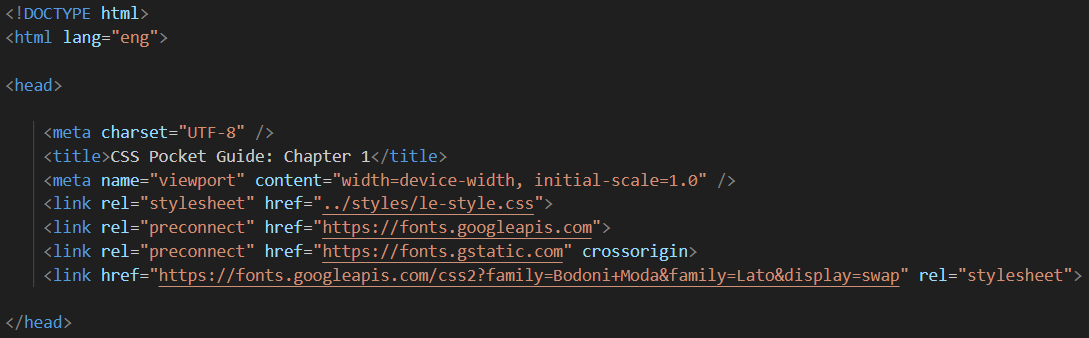 <!DOCTYPE html>
<html lang="eng">
<head>
<meta charset="UTF-8" />
<title>CSS Pocket Guide: Chapter 1</title>
<meta name="viewport" content="width=device-width, initial-scale=1.0" />
<link rel="stylesheet" href="../styles/le-style.css">
<link rel="preconnect" href="https://fonts.googleapis.com">
<link rel="preconnect" href="https://fonts.gstatic.com" crossorigin>
<link href="https://fonts.googleapis.com/css2?family=Bodoni+Moda&family=Lato&display=swap" rel="stylesheet">
</head>